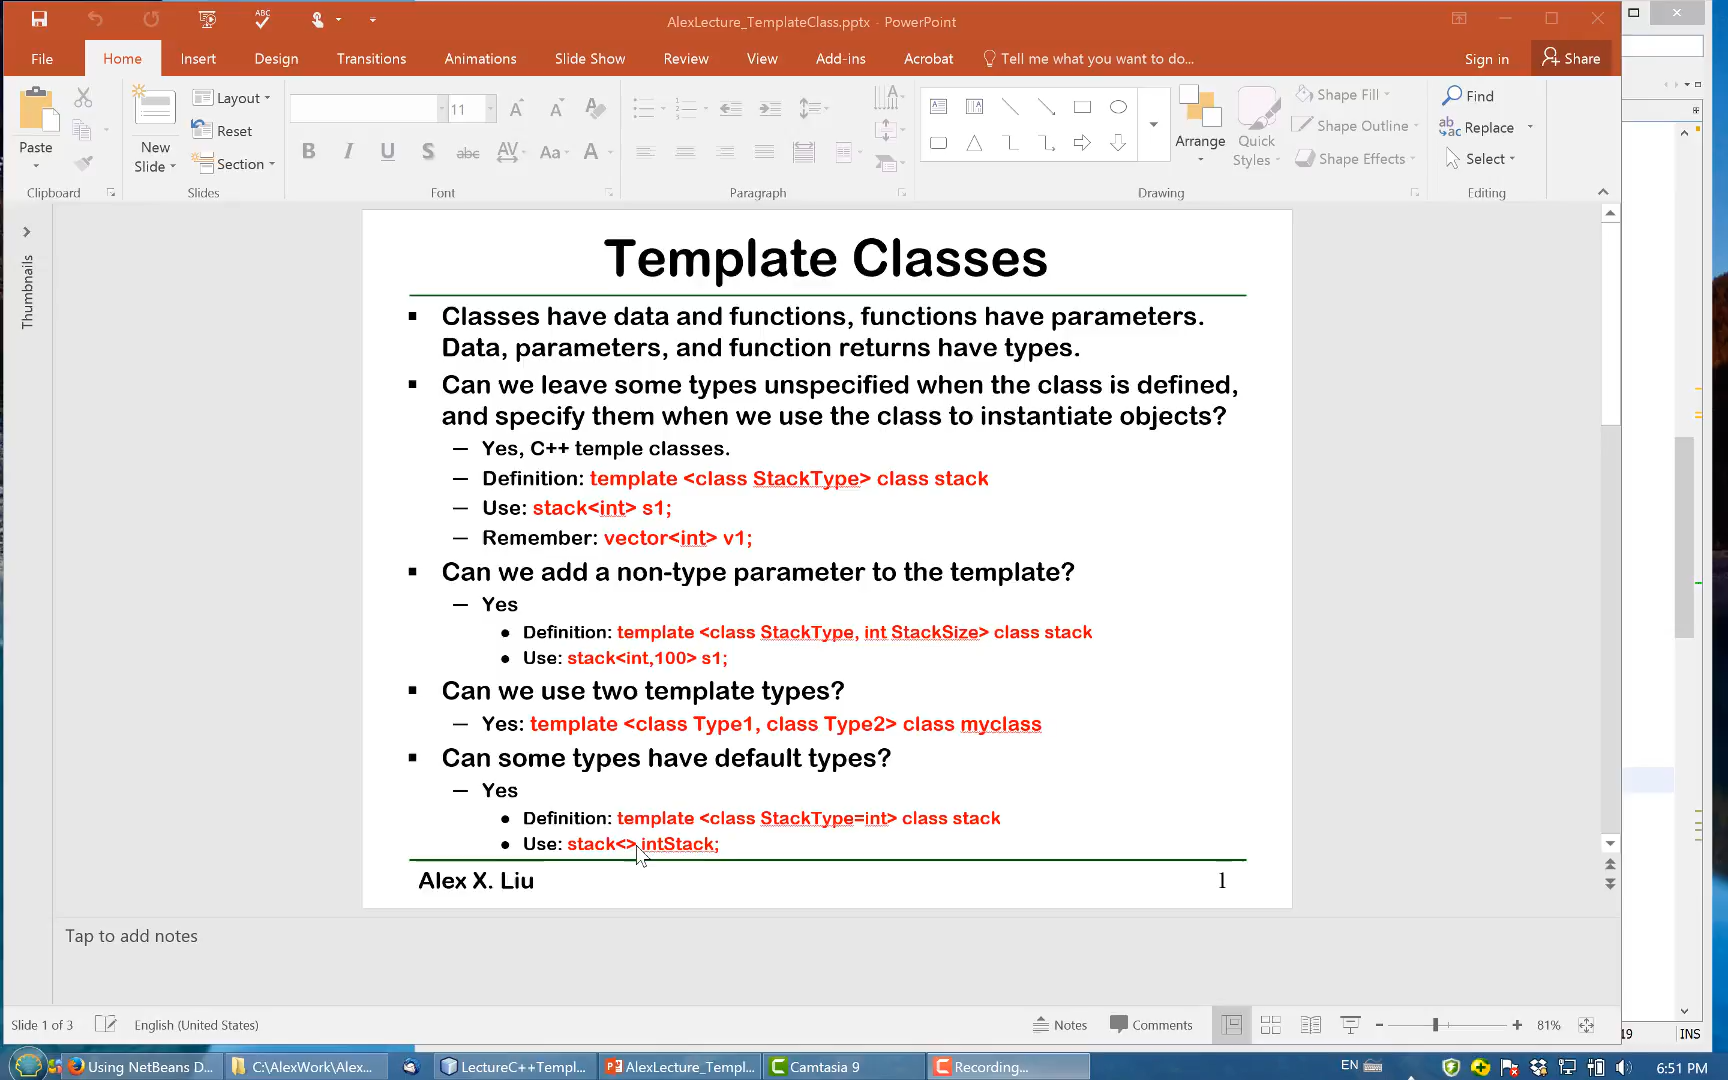 AlexLecture_TemplateClass.pptx - PowerPoint
File Home Insert Design Transitions Animations Slide Show Review View Add-ins Acrobat Tell me what you want to do... Sign in Share
Paste
Clipboard
New
Slide
Layout
Reset
Section
Slides
11
B I U S abc AV Aa A
Font
Paragraph
Arrange
Quick
Styles
Shape Fill
Shape Outline
Shape Effects
Drawing
Find
Replace
Select
Editing
Thumbnails
Template Classes
Classes have data and functions, functions have parameters.
Data, parameters, and function returns have types.
Can we leave some types unspecified when the class is defined,
and specify them when we use the class to instantiate objects?
– Yes, C++ temple classes.
– Definition: template <class StackType> class stack
– Use: stack<int> s1;
– Remember: vector<int> v1;
Can we add a non-type parameter to the template?
– Yes
• Definition: template <class StackType, int StackSize> class stack
• Use: stack<int,100> s1;
Can we use two template types?
– Yes: template <class Type1, class Type2> class myclass
Can some types have default types?
– Yes
• Definition: template <class StackType=int> class stack
• Use: stack<> intStack;
Alex X. Liu 1
Tap to add notes
Slide 1 of 3 English (United States) Notes Comments 81%
19 INS
Using NetBeans D... C:\AlexWork\Alex... LectureC++Templ... AlexLecture_Templ... Camtasia 9 Recording... EN 6:51 PM